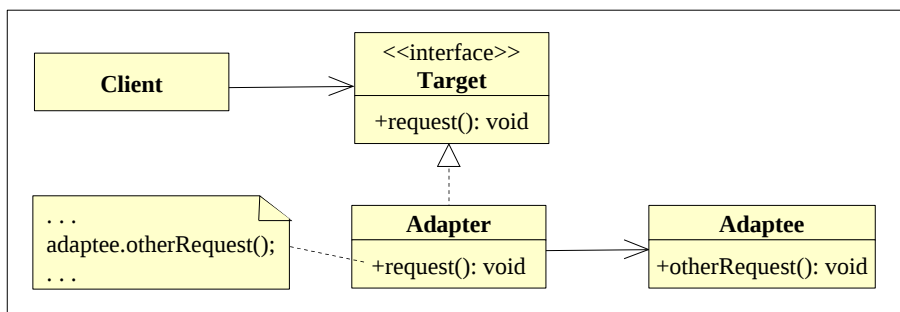 Client
<<interface>>
Target
+request(): void
. . .
adaptee.otherRequest();
. . .
Adapter
+request(): void
Adaptee
+otherRequest(): void